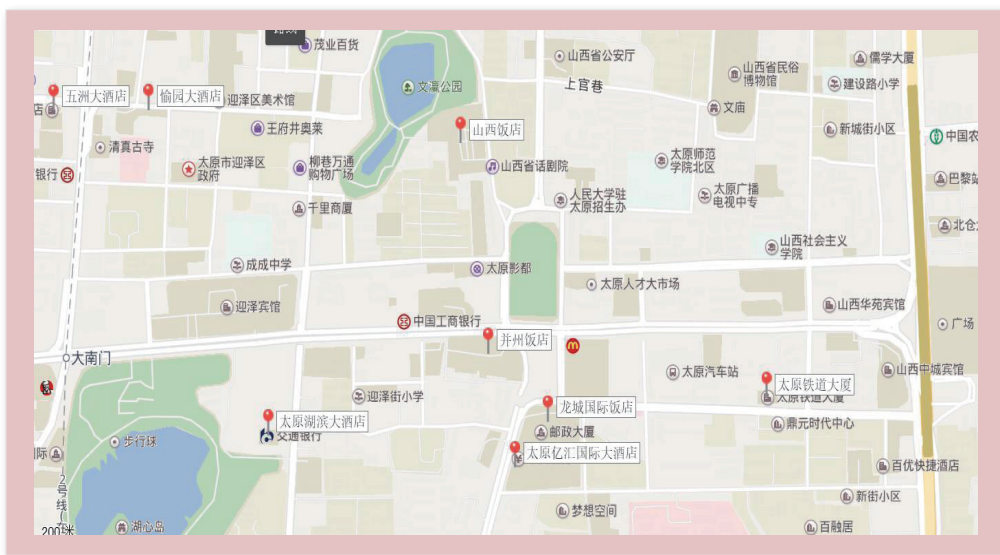 茂业百货
山西省公安厅
儒学大厦
上官巷
山西省民俗
博物馆
建设路小学
文瀛公园
五洲大酒店
愉园大酒店
迎泽区美术馆
店
文庙
王府井奥莱
山西饭店
新城街小区
中国农
清真古寺
太原市迎泽区
政府
柳巷万通
购物广场
山西省话剧院
太原师范
学院北区
银行
人民大学驻
太原招生办
太原广播
电视中专
巴黎站
千里商厦
北仓
山西社会主义
学院
成成中学
太原影都
太原人才大市场
迎泽宾馆
山西华苑宾馆
中国工商银行
广场
并州饭店
大南门
太原汽车站
山西中城宾馆
太原铁道大厦
太原铁道大厦
迎泽街小学
龙城国际饭店
太原湖滨大酒店
交通银行
鼎元时代中心
步行球
邮政大厦
国际
太原亿汇国际大酒店
百优快捷酒店
2号线
新街小区
梦想空间
湖心岛
百融居
200米